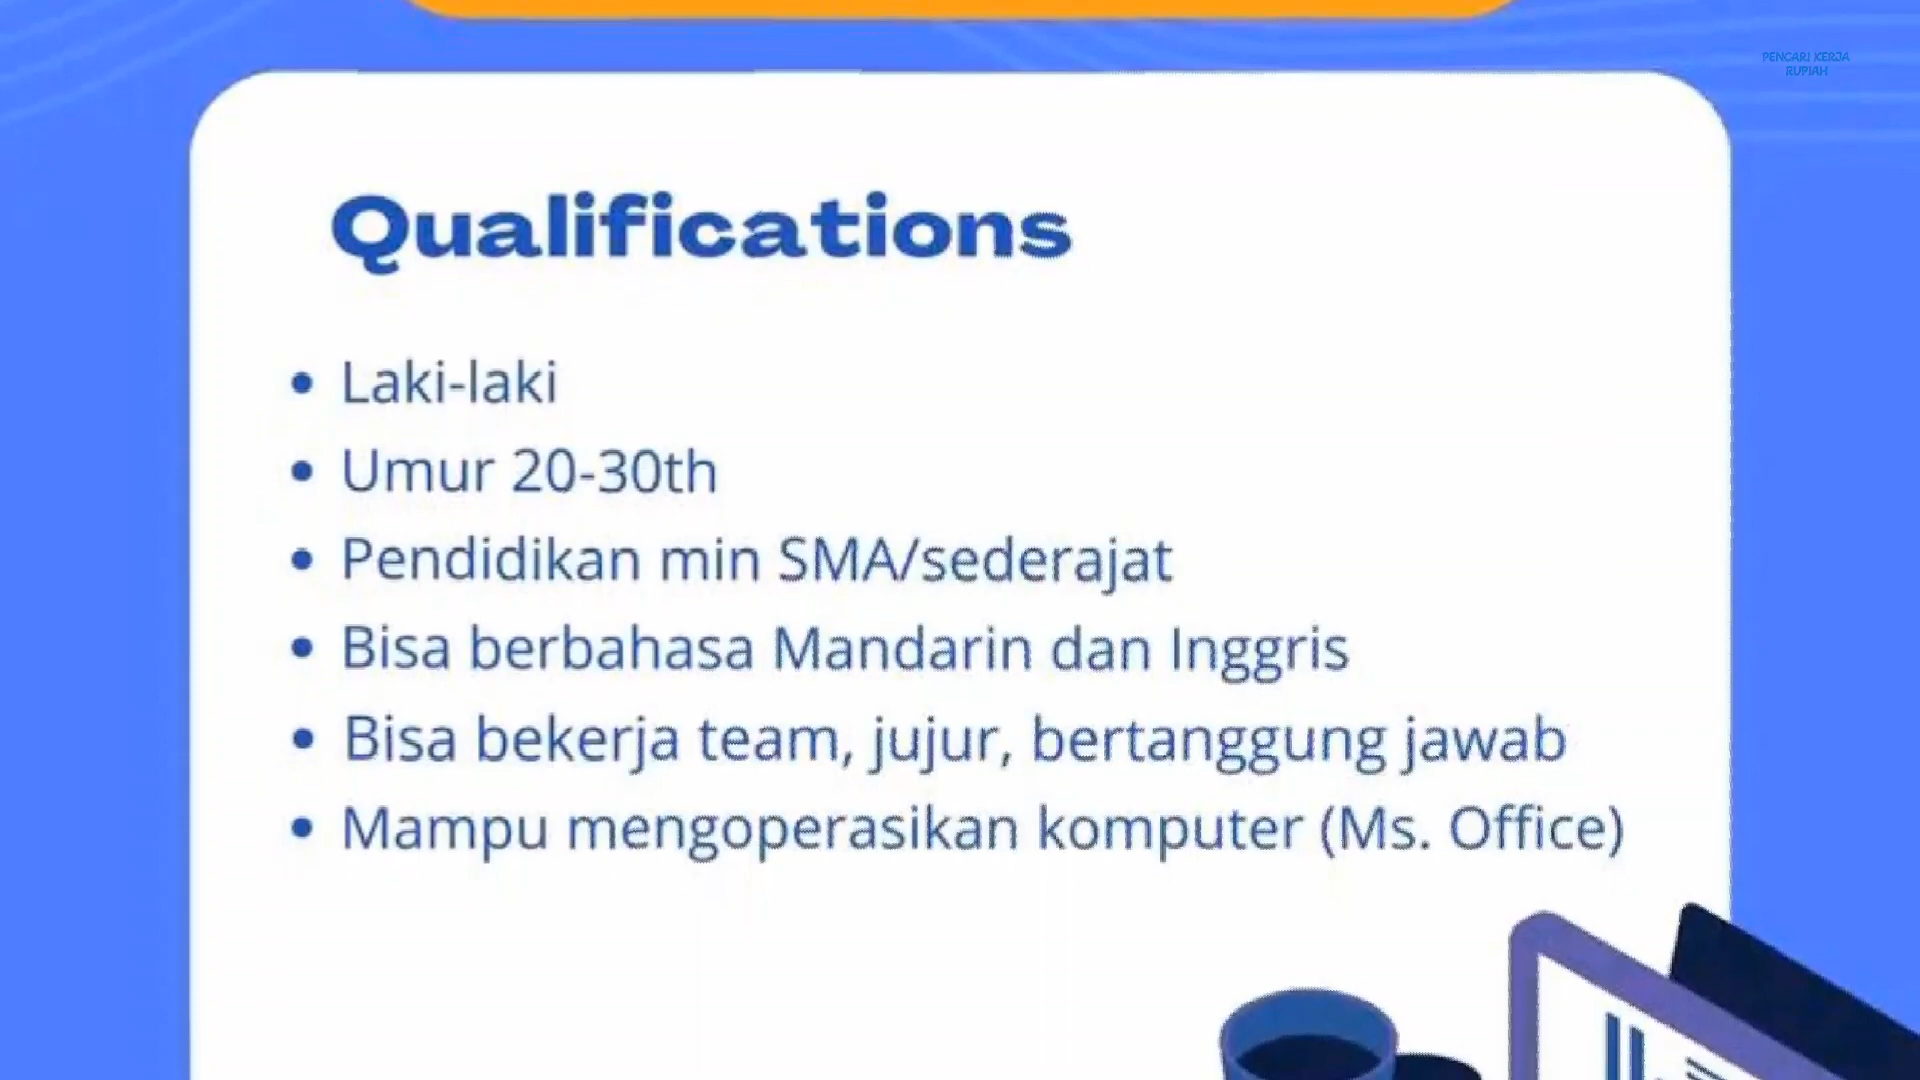 PENCARI KERJA
RUPIAH
Qualifications
• Laki-laki
• Umur 20-30th
• Pendidikan min SMA/sederajat
• Bisa berbahasa Mandarin dan Inggris
• Bisa bekerja team, jujur, bertanggung jawab
• Mampu mengoperasikan komputer (Ms. Office)